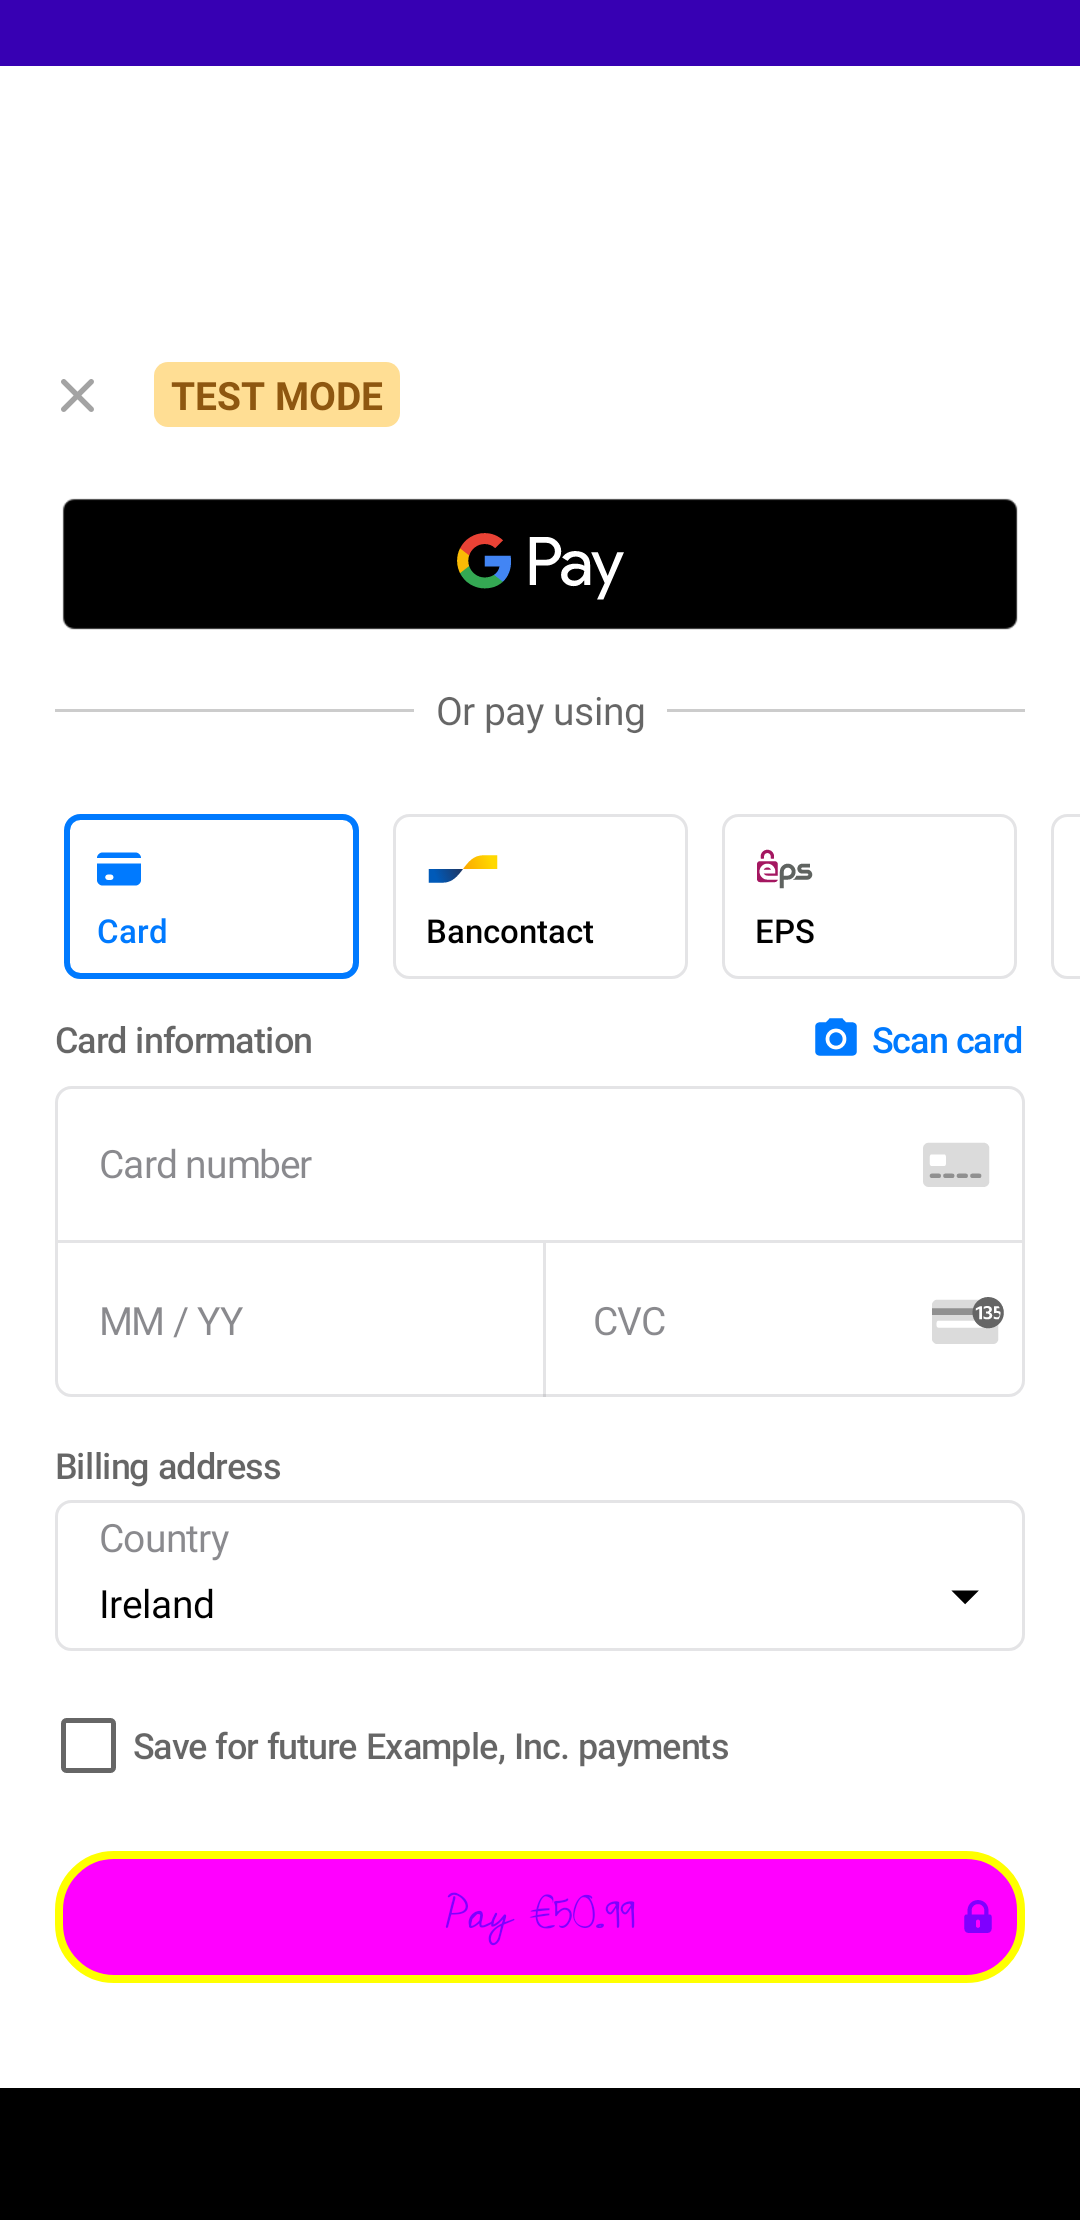 TEST MODE
G Pay
Or pay using
Card
Bancontact
eps
EPS
Card information
Scan card
Card number
MM / YY
CVC
135
Billing address
Country
Ireland
Save for future Example, Inc. payments
Pay €50.99